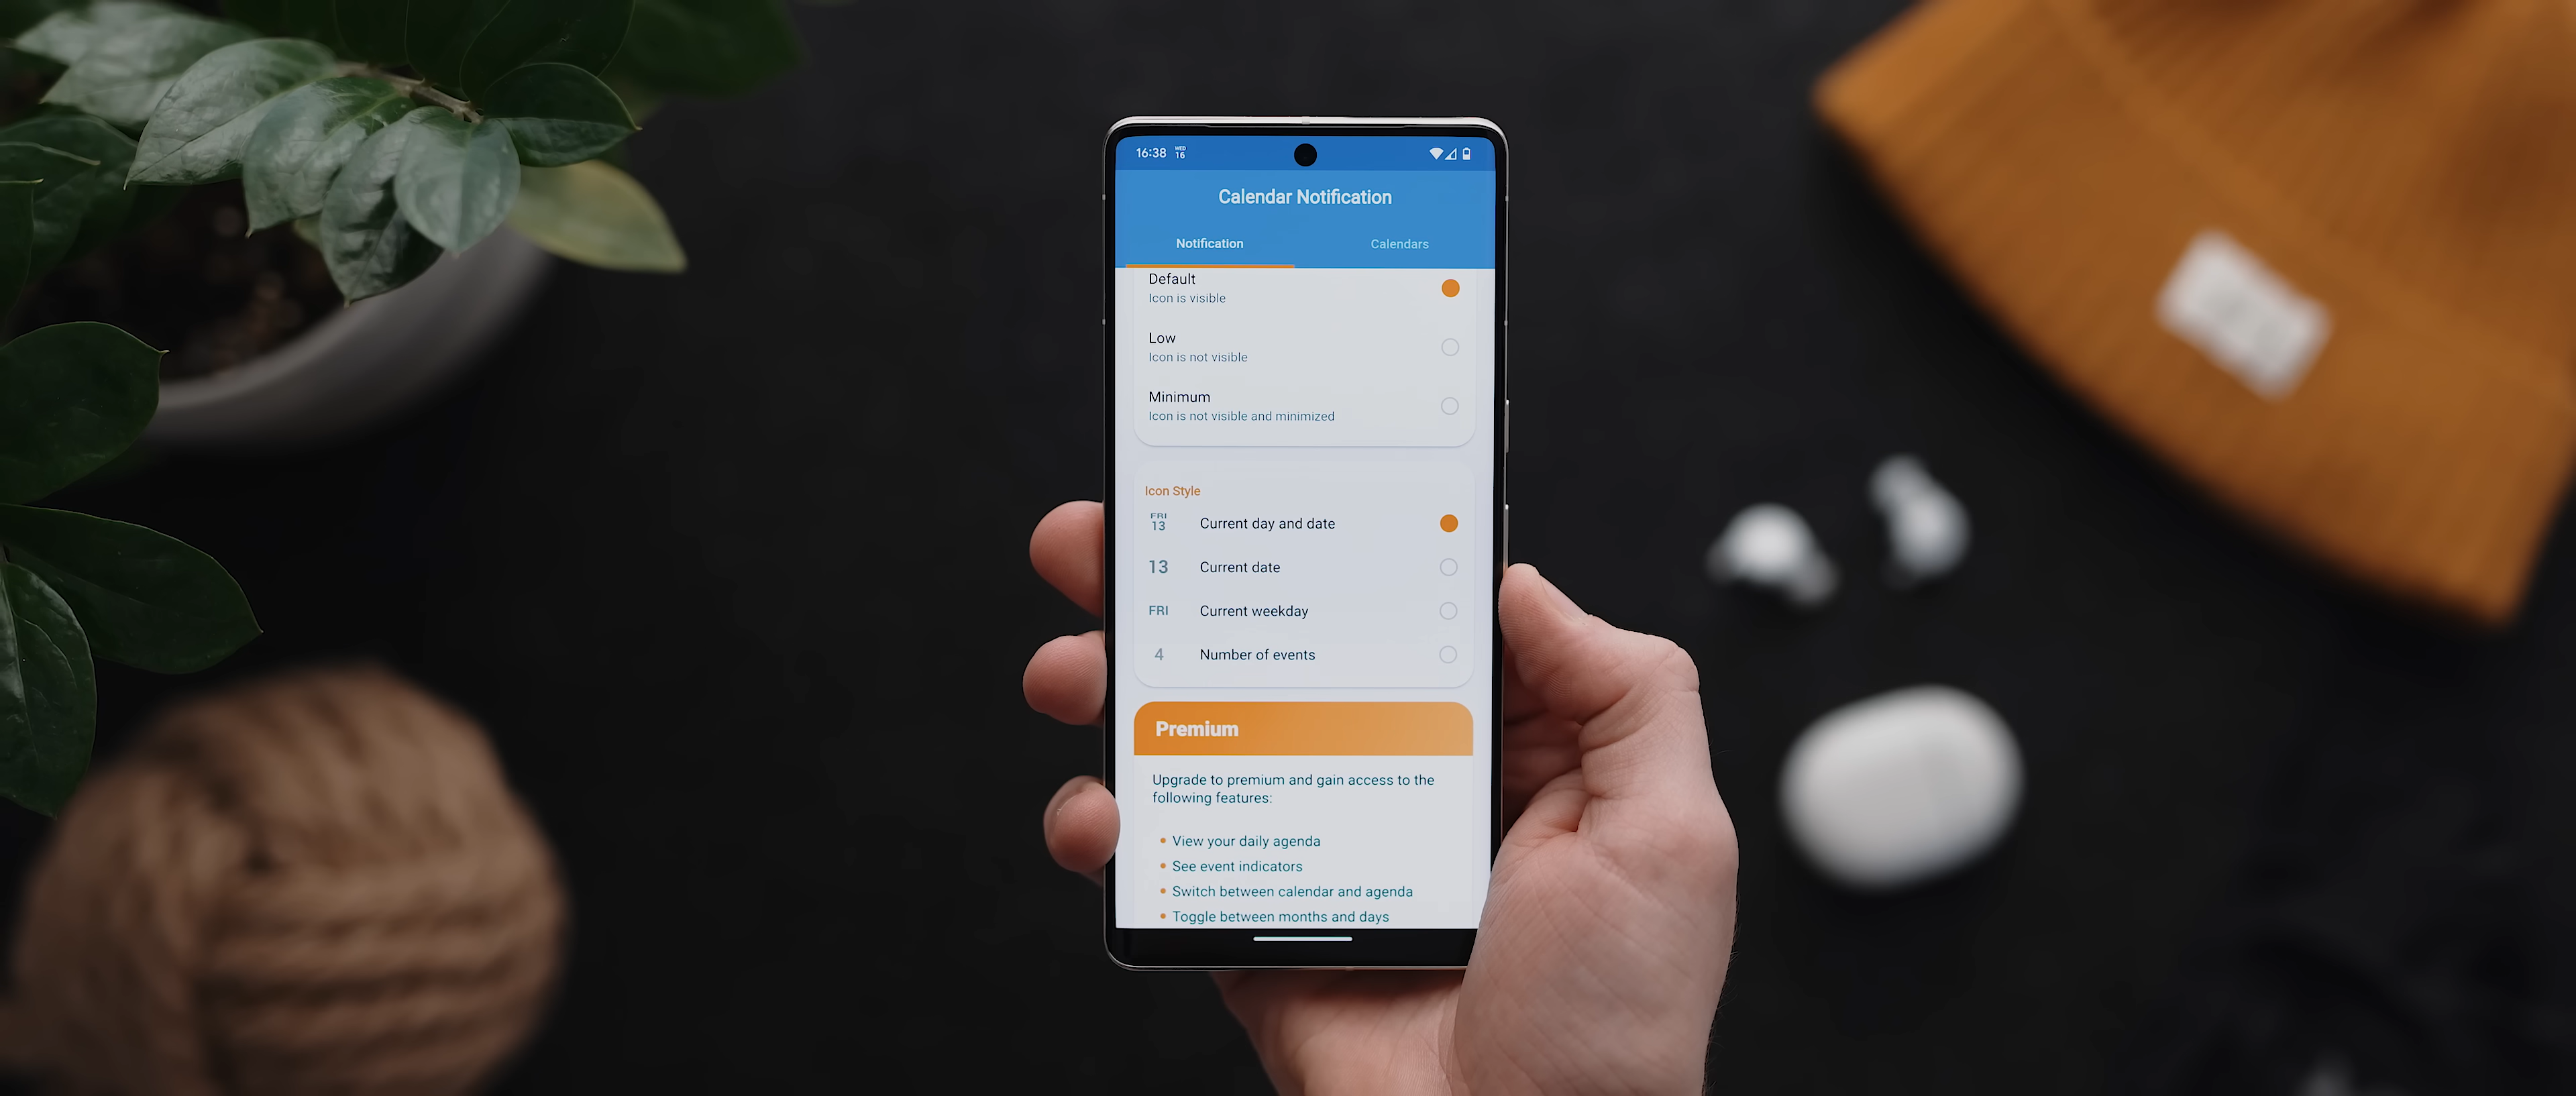 16:38 WED 16
Calendar Notification
Notification Calendars
Default
Icon is visible
Low
Icon is not visible
Minimum
Icon is not visible and minimized
Icon Style
FRI
13 Current day and date
13 Current date
FRI Current weekday
4 Number of events
Premium
Upgrade to premium and gain access to the
following features:
• View your daily agenda
• See event indicators
• Switch between calendar and agenda
• Toggle between months and days